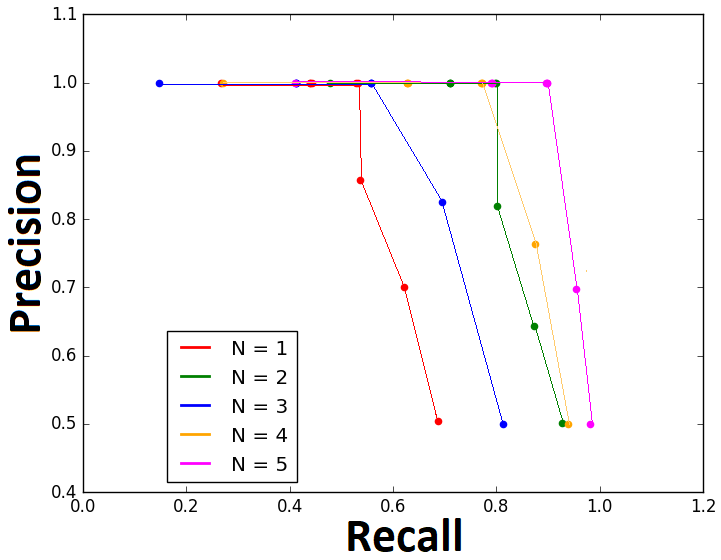 1.1
1.0
0.9
0.8
0.7
0.6
0.5
0.4
Precision
N = 1
N = 2
N = 3
N = 4
N = 5
0.0 0.2 0.4 0.6 0.8 1.0 1.2
Recall